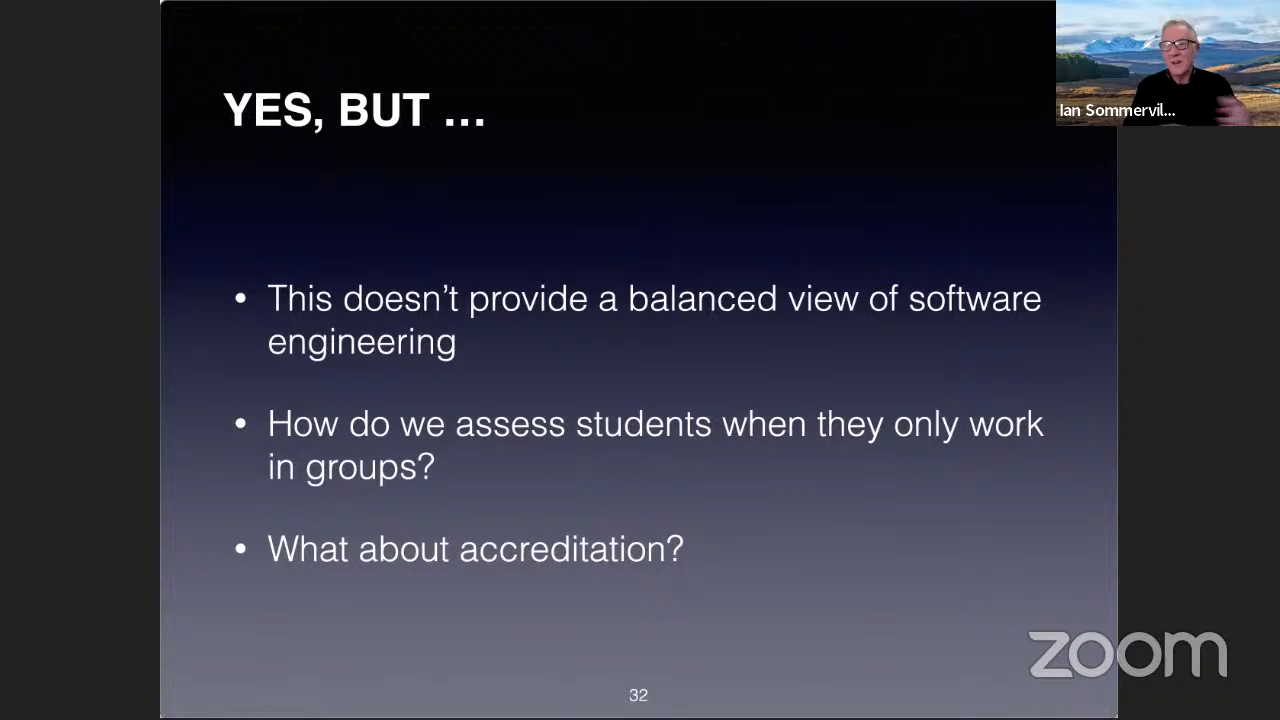 YES, BUT …
Ian Sommervil...
• This doesn’t provide a balanced view of software
engineering
• How do we assess students when they only work
in groups?
• What about accreditation?
zoom
32